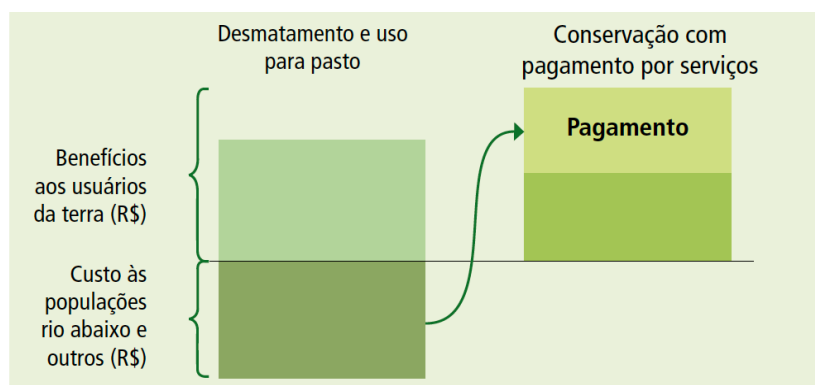 Desmatamento e uso
para pasto
Conservação com
pagamento por serviços
Pagamento
Benefícios
aos usuários
da terra (R$)
Custo às
populações
rio abaixo e
outros (R$)